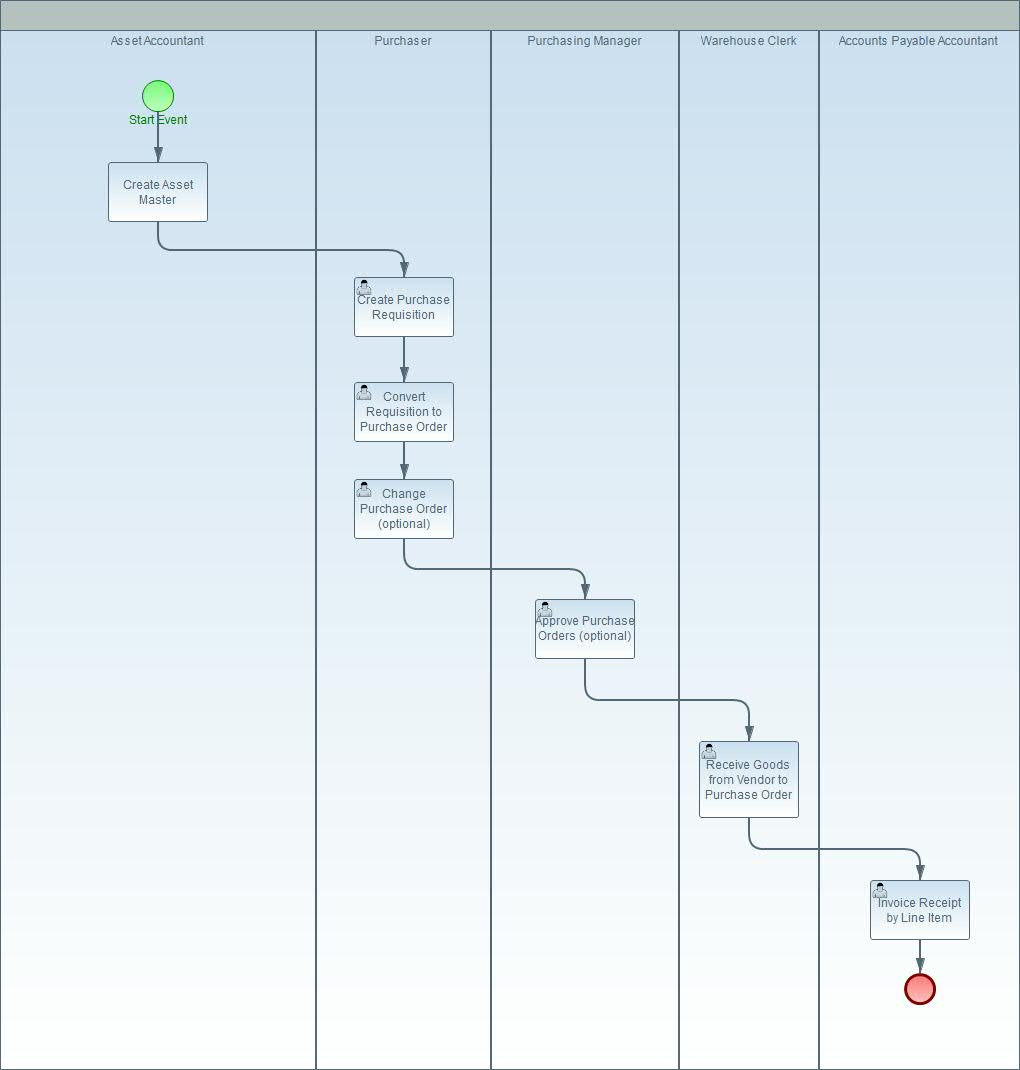 Asset Accountant
Purchaser
Purchasing Manager
Warehouse Clerk
Accounts Payable Accountant
Start Event
Create Asset
Master
Create Purchase
Requisition
Convert
Requisition to
Purchase Order
Change
Purchase Order
(optional)
Approve Purchase
Orders (optional)
Receive Goods
from Vendor to
Purchase Order
Invoice Receipt
by Line Item